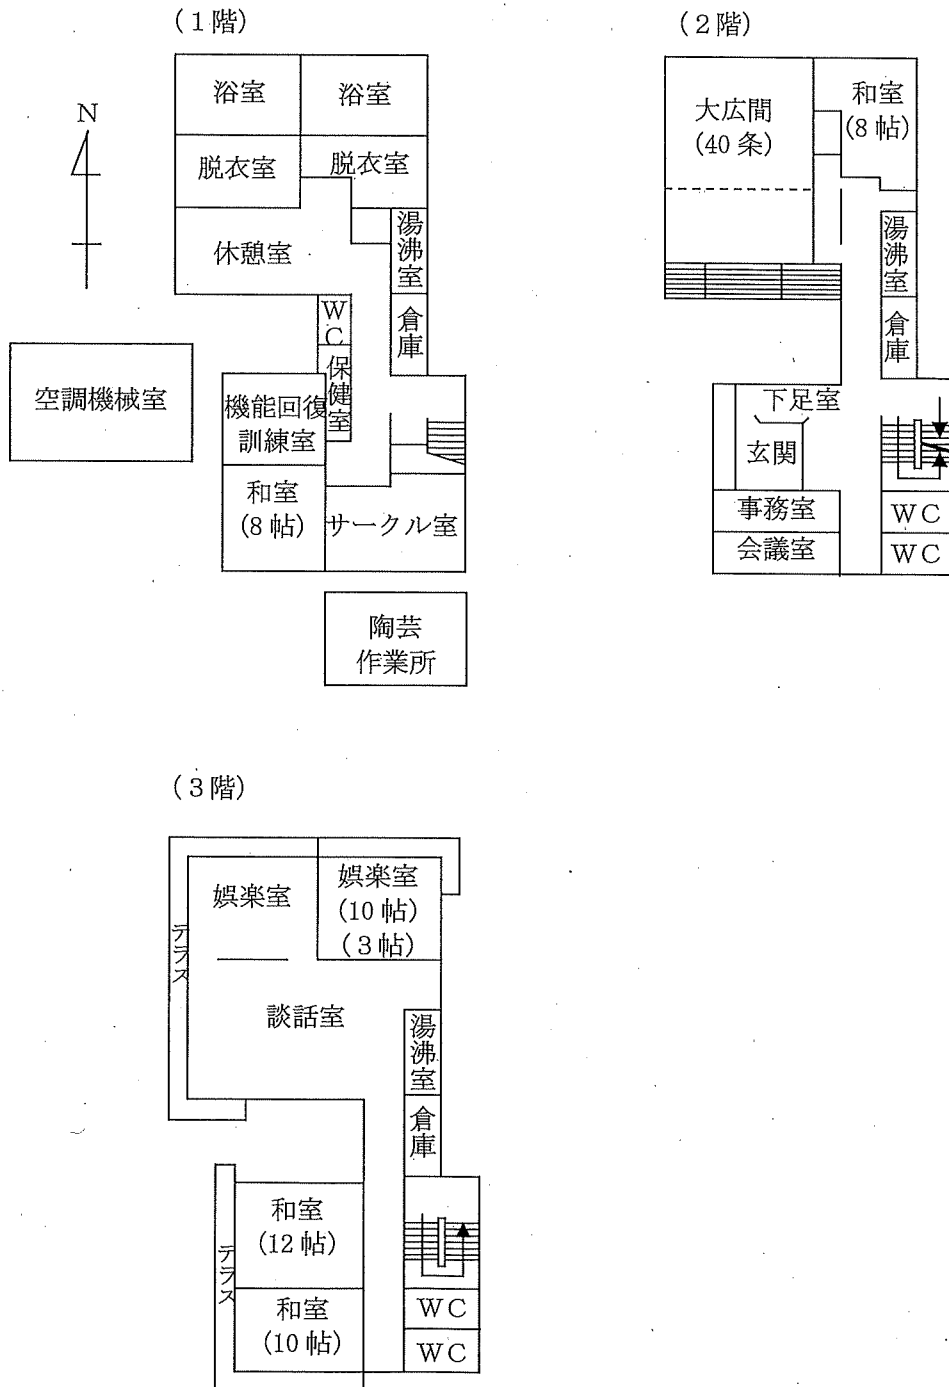 (1階)
N
浴室
浴室
脱衣室
脱衣室
休憩室
湯沸室
WC
倉庫
保健室
空調機械室
機能回復
訓練室
和室
(8帖)
サークル室
陶芸
作業所
(2階)
大広間
(40条)
和室
(8帖)
湯沸室
倉庫
下足室
玄関
事務室
会議室
WC
WC
(3階)
娯楽室
娯楽室
(10帖)
(3帖)
テラス
談話室
湯沸室
倉庫
和室
(12帖)
テラス
和室
(10帖)
WC
WC